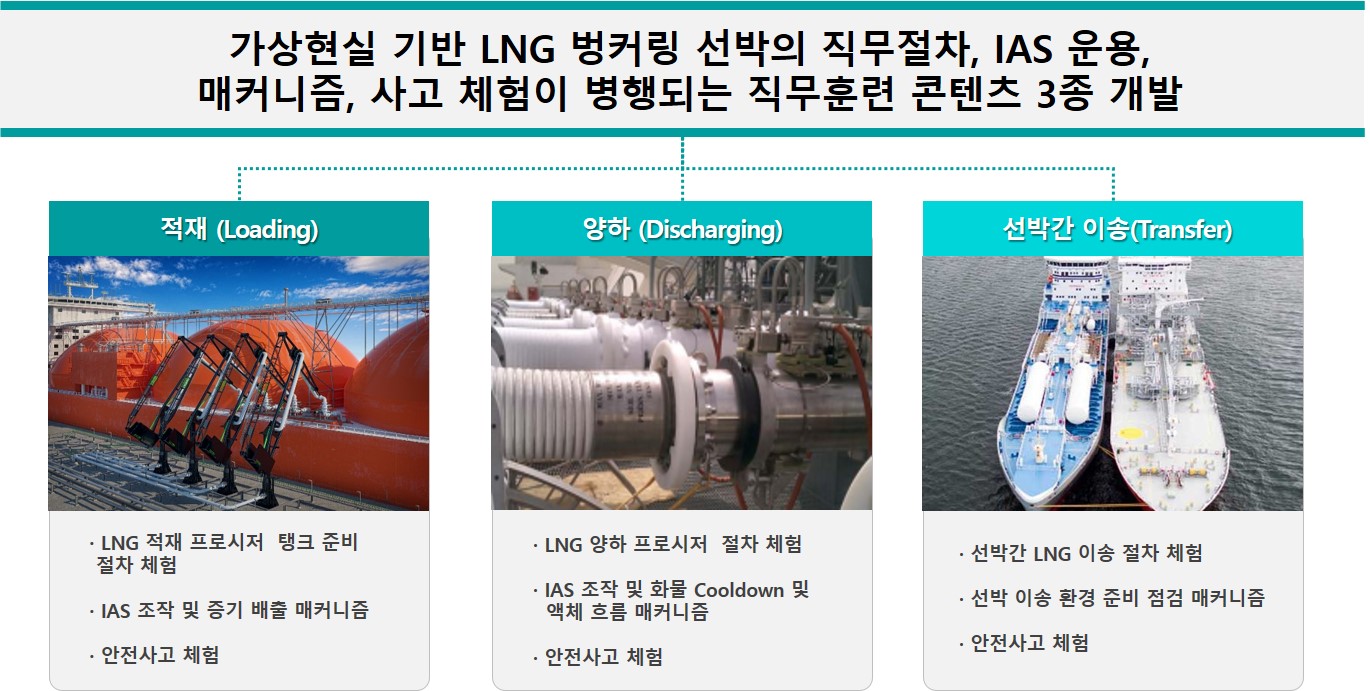 가상현실 기반 LNG 벙커링 선박의 직무절차, IAS 운용,
매커니즘, 사고 체험이 병행되는 직무훈련 콘텐츠 3종 개발
적재 (Loading)
양하 (Discharging)
선박간 이송(Transfer)
· LNG 적재 프로시저 탱크 준비
절차 체험
· IAS 조작 및 증기 배출 매커니즘
· 안전사고 체험
· LNG 양하 프로시저 절차 체험
· IAS 조작 및 화물 Cooldown 및
액체 흐름 매커니즘
· 안전사고 체험
· 선박간 LNG 이송 절차 체험
· 선박 이송 환경 준비 점검 매커니즘
· 안전사고 체험